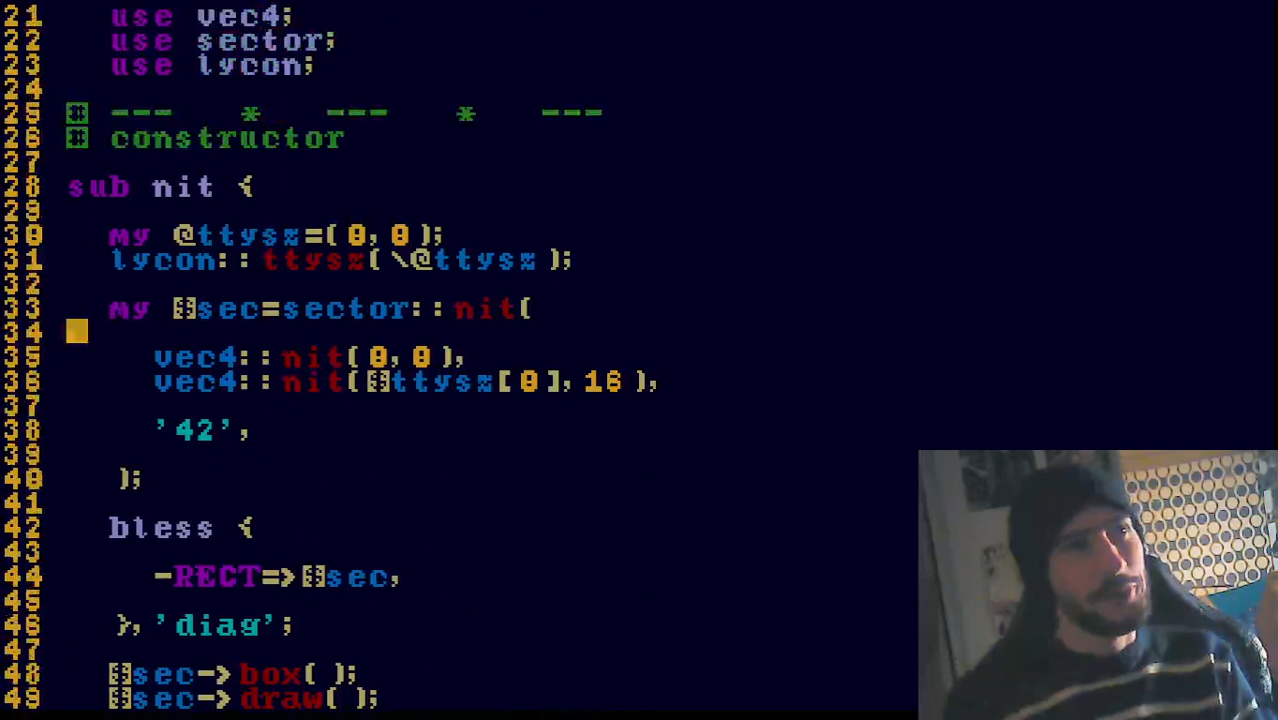 21 use vec4;
22 use sector;
23 use lycon;
24
25 # --- * --- * ---
26 # constructor
27
28 sub nit {
29
30 my @ttysz=(0,0);
31 lycon::ttysz(\@ttysz);
32
33 my $sec=sector::nit(
34
35 vec4::nit(0,0),
36 vec4::nit($ttysz[0],16),
37
38 '42',
39
40 );
41
42 bless {
43
44 -RECT=>$sec,
45
46 },'diag';
47
48 $sec->box();
49 $sec->draw();